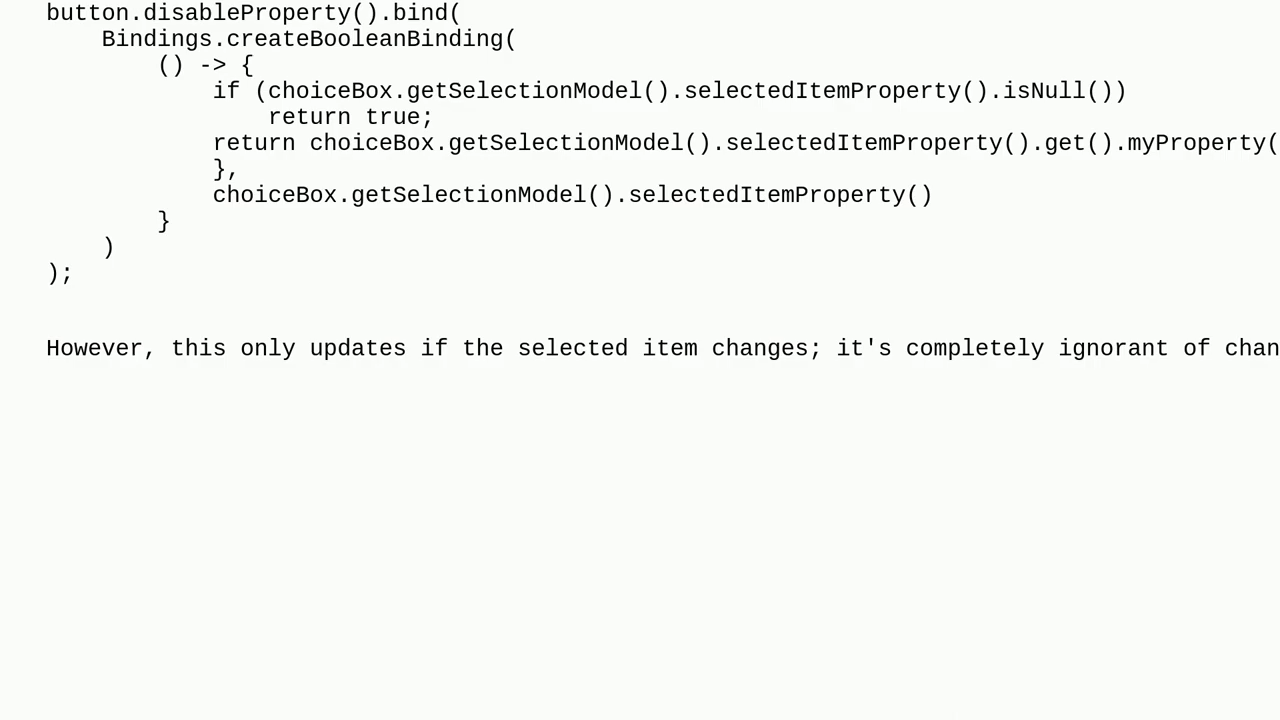 button.disableProperty().bind(
    Bindings.createBooleanBinding(
        () -> {
            if (choiceBox.getSelectionModel().selectedItemProperty().isNull())
                return true;
            return choiceBox.getSelectionModel().selectedItemProperty().get().myProperty(
            },
            choiceBox.getSelectionModel().selectedItemProperty()
        }
    )
);
However, this only updates if the selected item changes; it's completely ignorant of chan